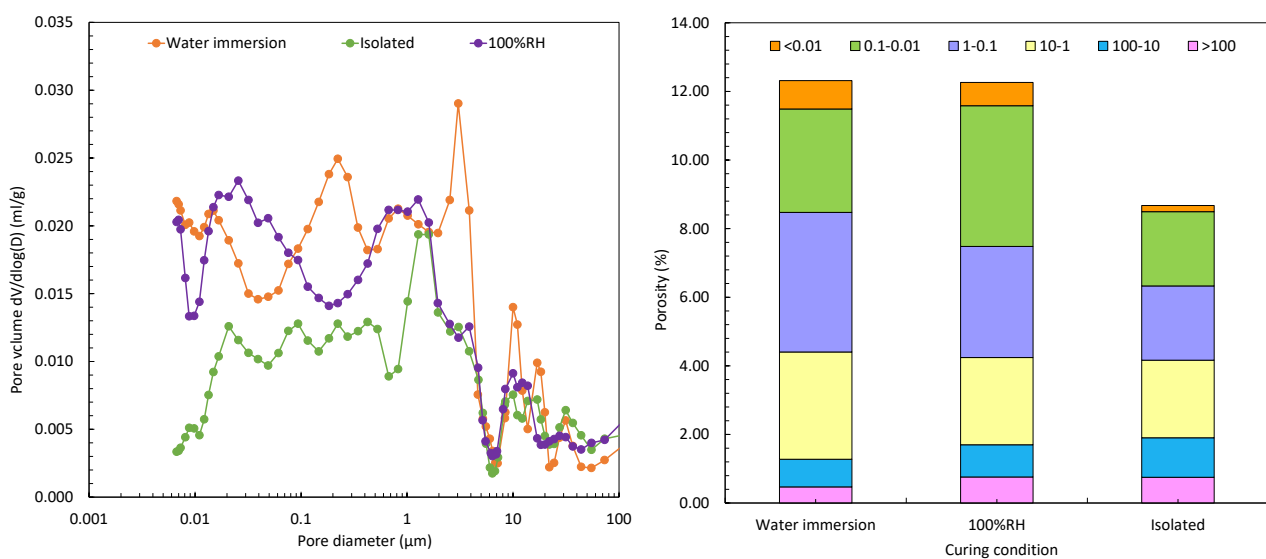 0.035
0.030
0.025
0.020
0.015
0.010
0.005
0.000
Pore volume dV/dlog(D) (ml/g)
Water immersion Isolated 100%RH
0.001 0.01 0.1 1 10 100
Pore diameter (µm)
14.00
12.00
10.00
8.00
6.00
4.00
2.00
0.00
Porosity (%)
<0.01 0.1-0.01 1-0.1 10-1 100-10 >100
Water immersion 100%RH Isolated
Curing condition